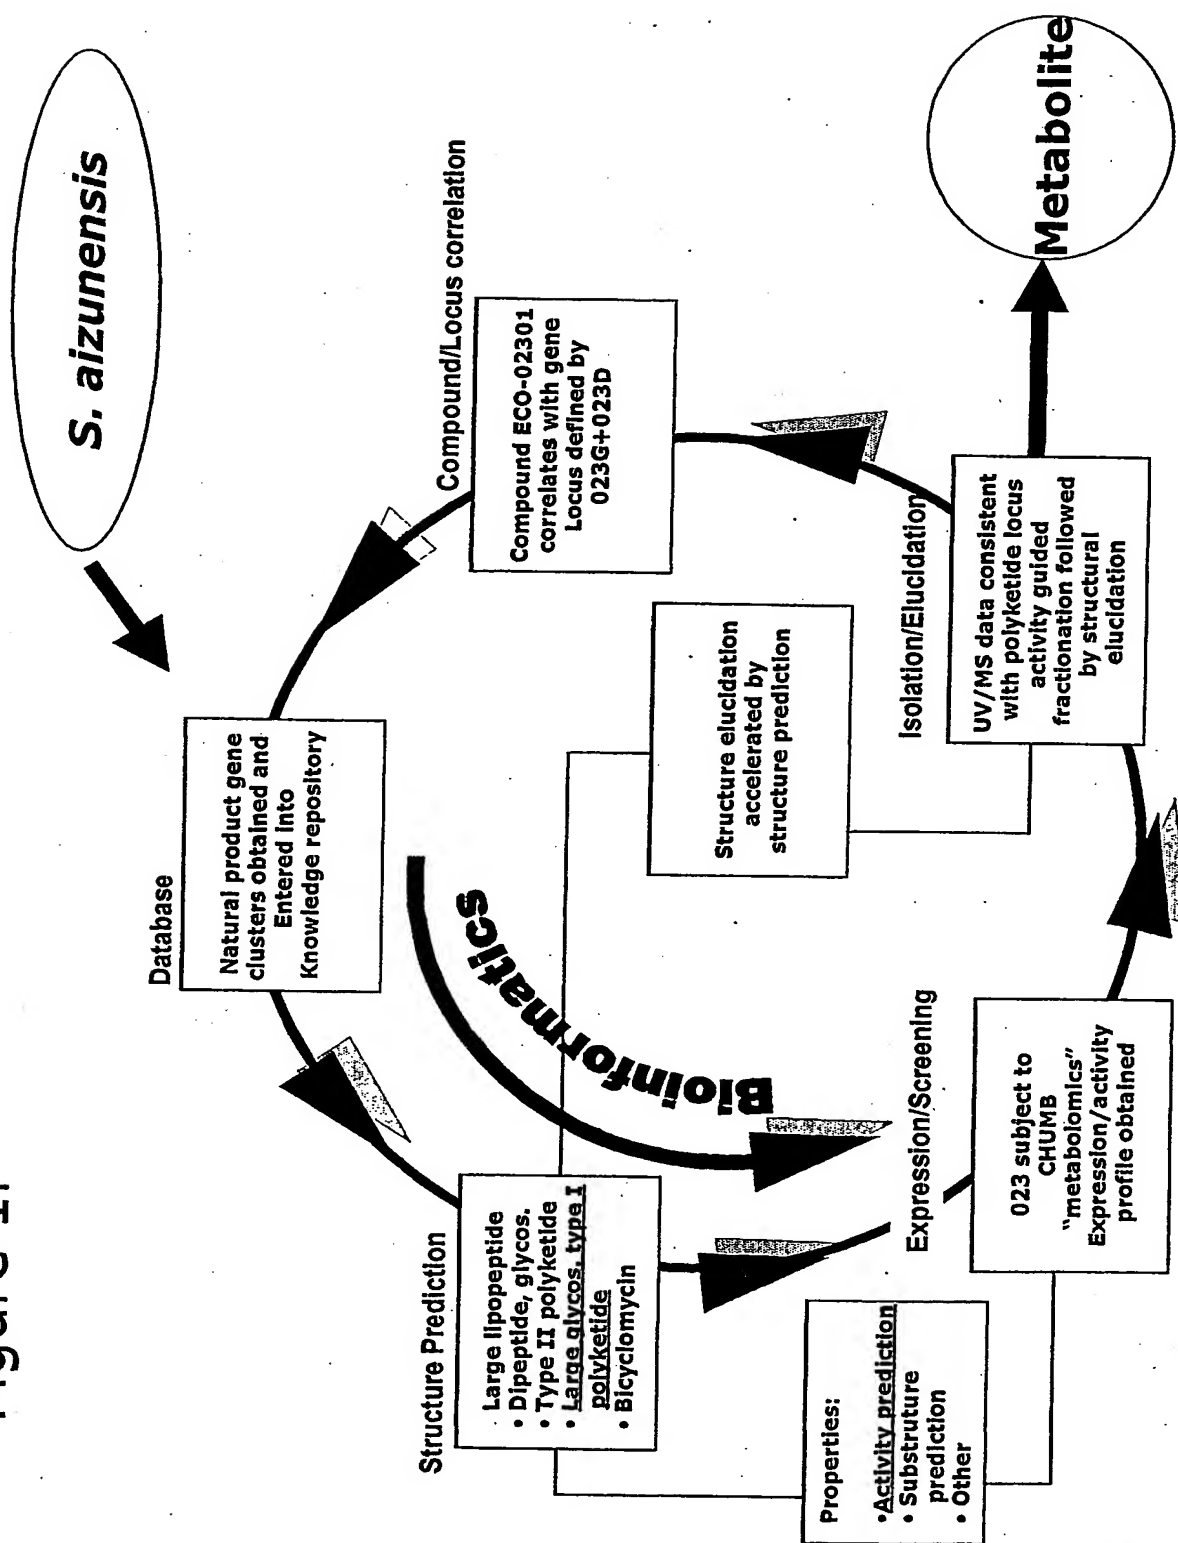 Figure
S. aizunensis
Database
Natural product gene
clusters obtained and
Entered into
Knowledge repository
Structure Prediction
Large lipopeptide
• Dipeptide, glycos.
• Type II polyketide
• Large glycos. type I
polyketide
• Bicyclomycin
Bioinformatics
Compound/Locus correlation
Compound ECO-02301
correlates with gene
Locus defined by
023G+023D
Structure elucidation
accelerated by
structure prediction
Properties:
•Activity prediction
• Substruture
prediction
• Other
Expression/Screening
023 subject to
CHUMB
"metabolomics"
Expression/activity
profile obtained
Isolation/Elucidation
UV/MS data consistent
with polyketide locus
activity guided
fractionation followed
by structural
elucidation
Metabolite